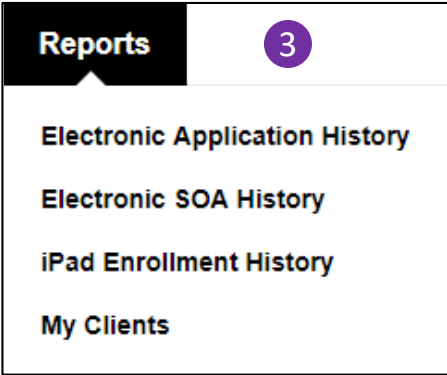 Reports 3
Electronic Application History
Electronic SOA History
iPad Enrollment History
My Clients